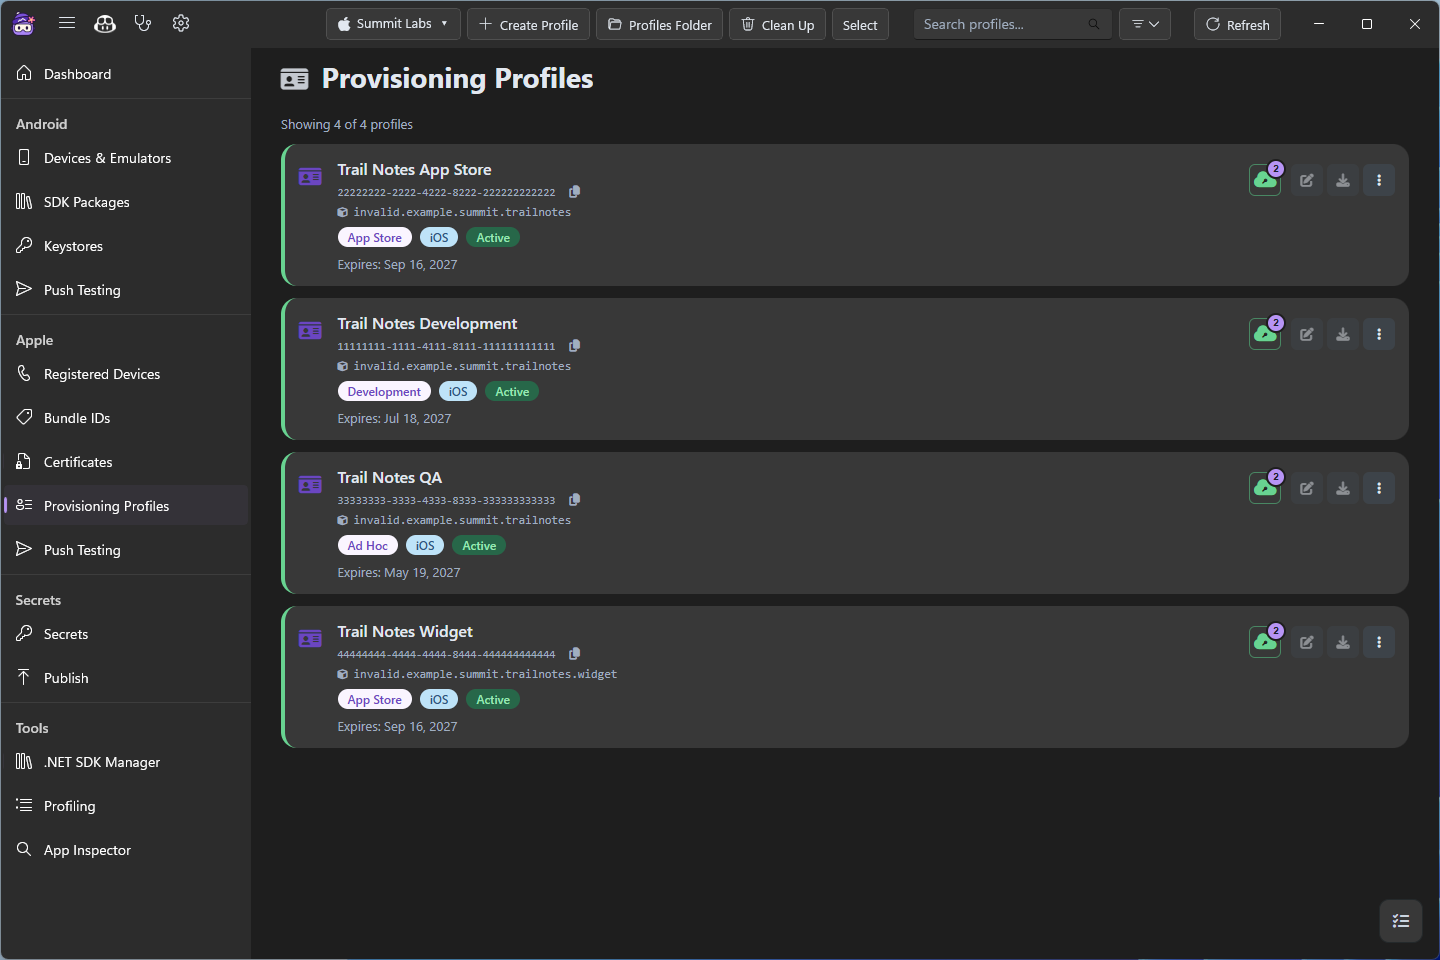 Summit Labs
Create Profile
Profiles Folder
Clean Up
Select
Search profiles...
Refresh
Dashboard
Android
Devices & Emulators
SDK Packages
Keystores
Push Testing
Apple
Registered Devices
Bundle IDs
Certificates
Provisioning Profiles
Push Testing
Secrets
Secrets
Publish
Tools
.NET SDK Manager
Profiling
App Inspector
Provisioning Profiles
Showing 4 of 4 profiles
Trail Notes App Store
22222222-2222-4222-8222-222222222222
invalid.example.summit.trailnotes
App Store iOS Active
Expires: Sep 16, 2027
2
Trail Notes Development
11111111-1111-4111-8111-111111111111
invalid.example.summit.trailnotes
Development iOS Active
Expires: Jul 18, 2027
2
Trail Notes QA
33333333-3333-4333-8333-333333333333
invalid.example.summit.trailnotes
Ad Hoc iOS Active
Expires: May 19, 2027
2
Trail Notes Widget
44444444-4444-4444-8444-444444444444
invalid.example.summit.trailnotes.widget
App Store iOS Active
Expires: Sep 16, 2027
2